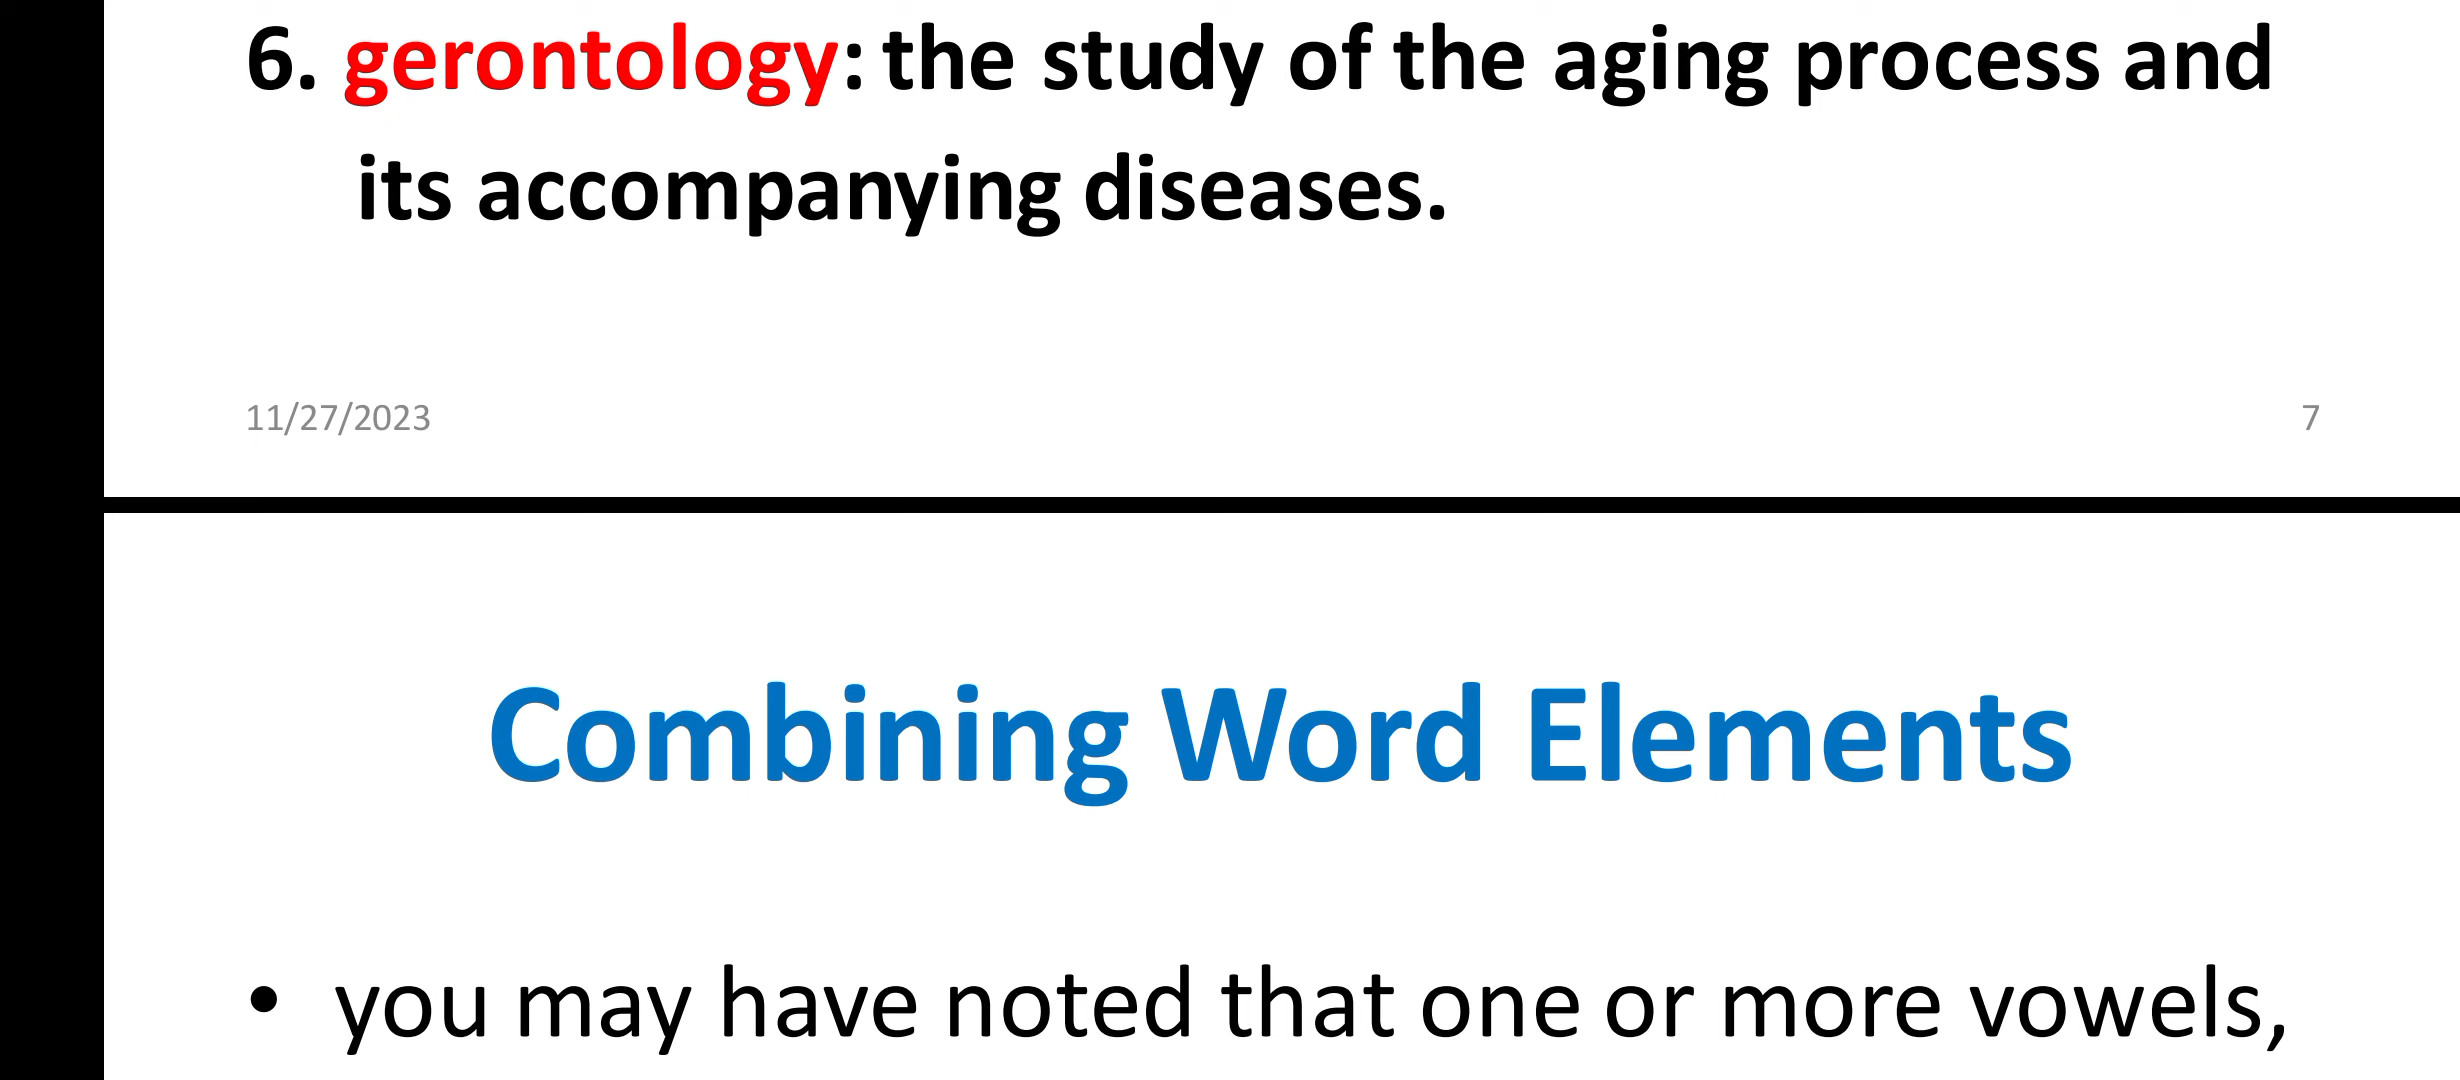 6. gerontology: the study of the aging process and
its accompanying diseases.
11/27/2023
7
Combining Word Elements
• you may have noted that one or more vowels,